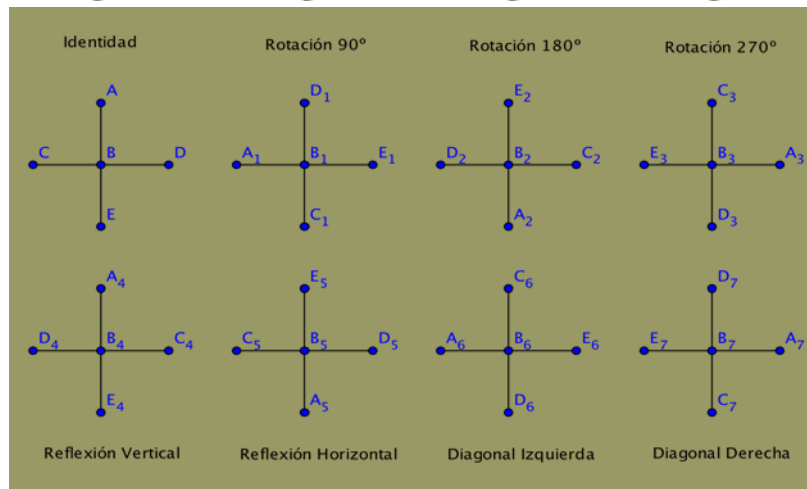 Identidad Rotación 90º Rotación 180º Rotación 270º
A D1 E2 C3
C B D A1 B1 E1 D2 B2 C2 E3 B3 A3
E C1 A2 D3
A4 E5 C6 D7
D4 B4 C4 C5 B5 D5 A6 B6 E6 E7 B7 A7
E4 A5 D6 C7
Reflexión Vertical Reflexión Horizontal Diagonal Izquierda Diagonal Derecha